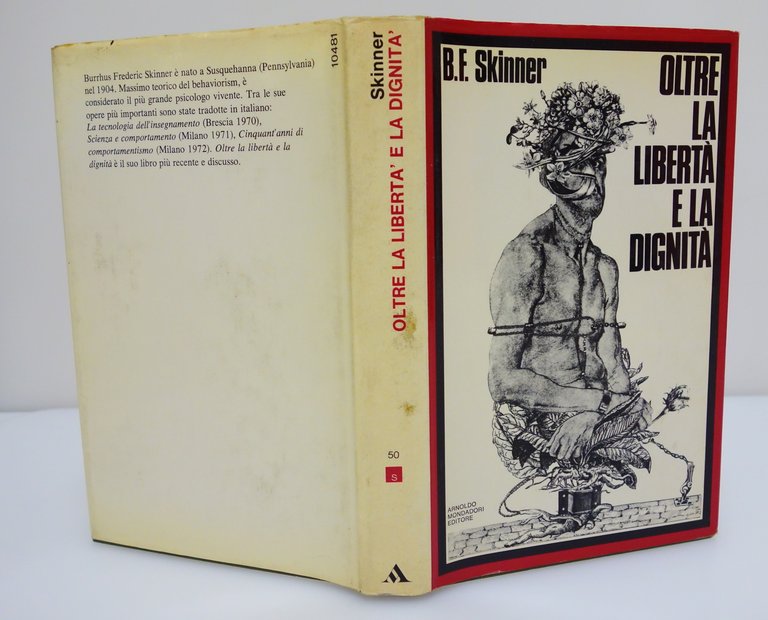 Burrhus Frederic Skinner è nato a Susquehanna (Pennsylvania)
nel 1904. Massimo teorico del behaviorism, è
considerato il più grande psicologo vivente. Tra le sue
opere più importanti sono state tradotte in italiano:
La tecnologia dell'insegnamento (Brescia 1970),
Scienza e comportamento (Milano 1971), Cinquant'anni di
comportamentismo (Milano 1972). Oltre la libertà e la
dignità è il suo libro più recente e discusso.
10481
Skinner
OLTRE LA LIBERTA' E LA DIGNITA'
50
S
B.F. Skinner
OLTRE
LA
LIBERTÀ
E LA
DIGNITÀ
ARNOLDO
MONDADORI
EDITORE